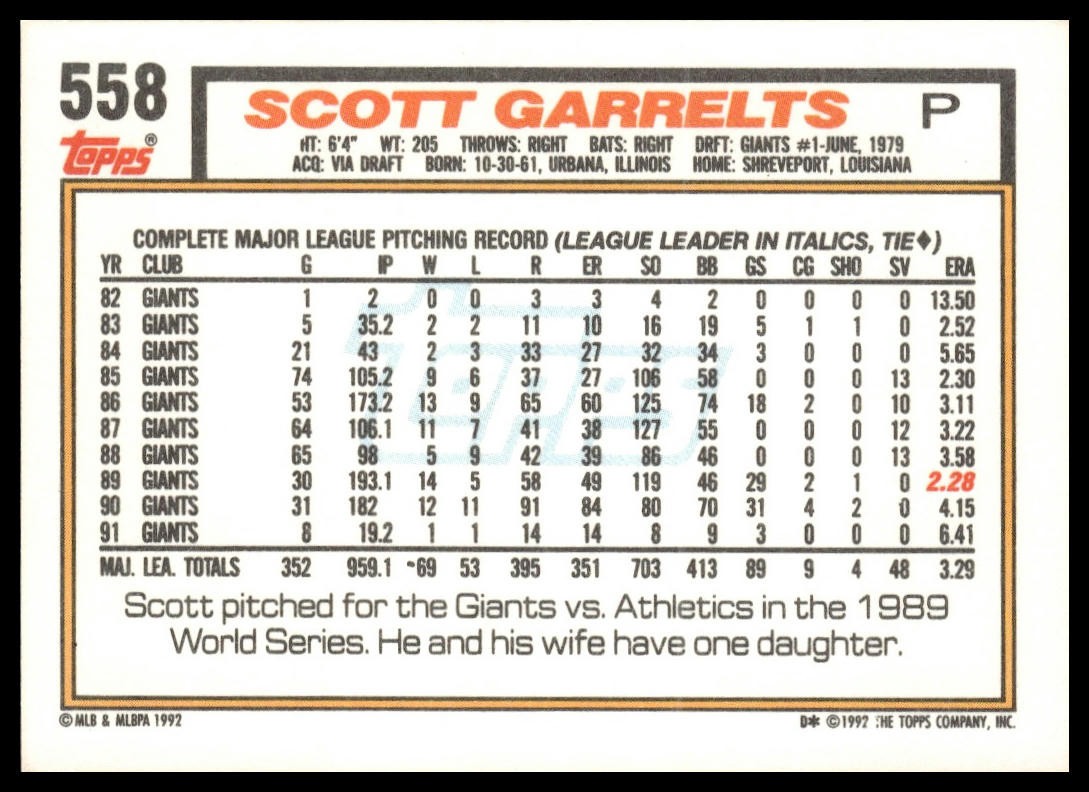 558
SCOTT GARRELTS P
Topps®
HT: 6'4" WT: 205 THROWS: RIGHT BATS: RIGHT DRFT: GIANTS #1-JUNE, 1979
ACQ: VIA DRAFT BORN: 10-30-61, URBANA, ILLINOIS HOME: SHREVEPORT, LOUISIANA
COMPLETE MAJOR LEAGUE PITCHING RECORD (LEAGUE LEADER IN ITALICS, TIE♦)
YR CLUB G IP W L R ER SO BB GS CG SHO SV ERA
82 GIANTS 1 2 0 0 3 3 4 2 0 0 0 0 13.50
83 GIANTS 5 35.2 2 2 11 10 16 19 5 1 1 0 2.52
84 GIANTS 21 43 2 3 33 27 32 34 3 0 0 0 5.65
85 GIANTS 74 105.2 9 6 37 27 106 58 0 0 0 13 2.30
86 GIANTS 53 173.2 13 9 65 60 125 74 18 2 0 10 3.11
87 GIANTS 64 106.1 11 7 41 38 127 55 0 0 0 12 3.22
88 GIANTS 65 98 5 9 42 39 86 46 0 0 0 13 3.58
89 GIANTS 30 193.1 14 5 58 49 119 46 29 2 1 0 2.28
90 GIANTS 31 182 12 11 91 84 80 70 31 4 2 0 4.15
91 GIANTS 8 19.2 1 1 14 14 8 9 3 0 0 0 6.41
MAJ. LEA. TOTALS 352 959.1 69 53 395 351 703 413 89 9 4 48 3.29
Topps
Scott pitched for the Giants vs. Athletics in the 1989
World Series. He and his wife have one daughter.
© MLB & MLBPA 1992 D* ©1992 THE TOPPS COMPANY, INC.